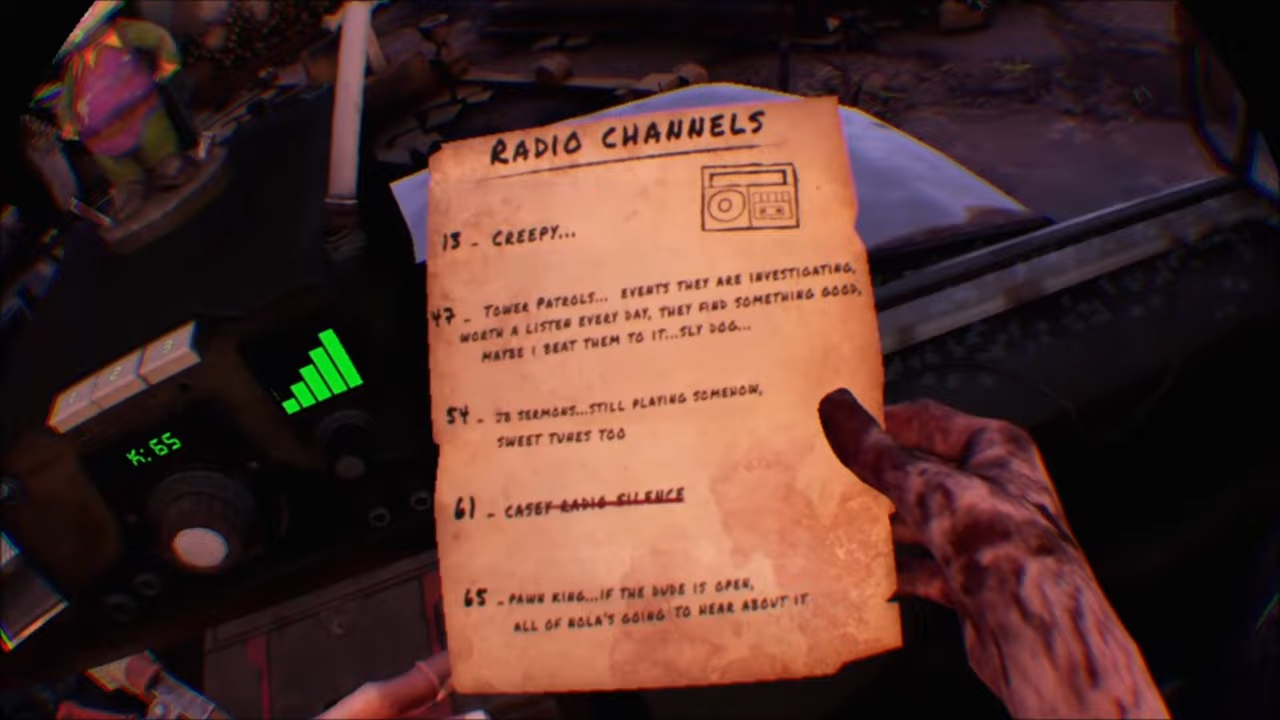 RADIO CHANNELS
13 - CREEPY...
47 - TOWER PATROLS... EVENTS THEY ARE INVESTIGATING,
WORTH A LISTEN EVERY DAY, THEY FIND SOMETHING GOOD,
MAYBE I BEAT THEM TO IT...SLY DOG...
54 - JB SERMONS...STILL PLAYING SOMEHOW,
SWEET TUNES TOO
61 - CASEY RADIO SILENCE
65 - PAWN KING...IF THE DUDE IS OPEN,
ALL OF NOLA'S GOING TO HEAR ABOUT IT
K:65